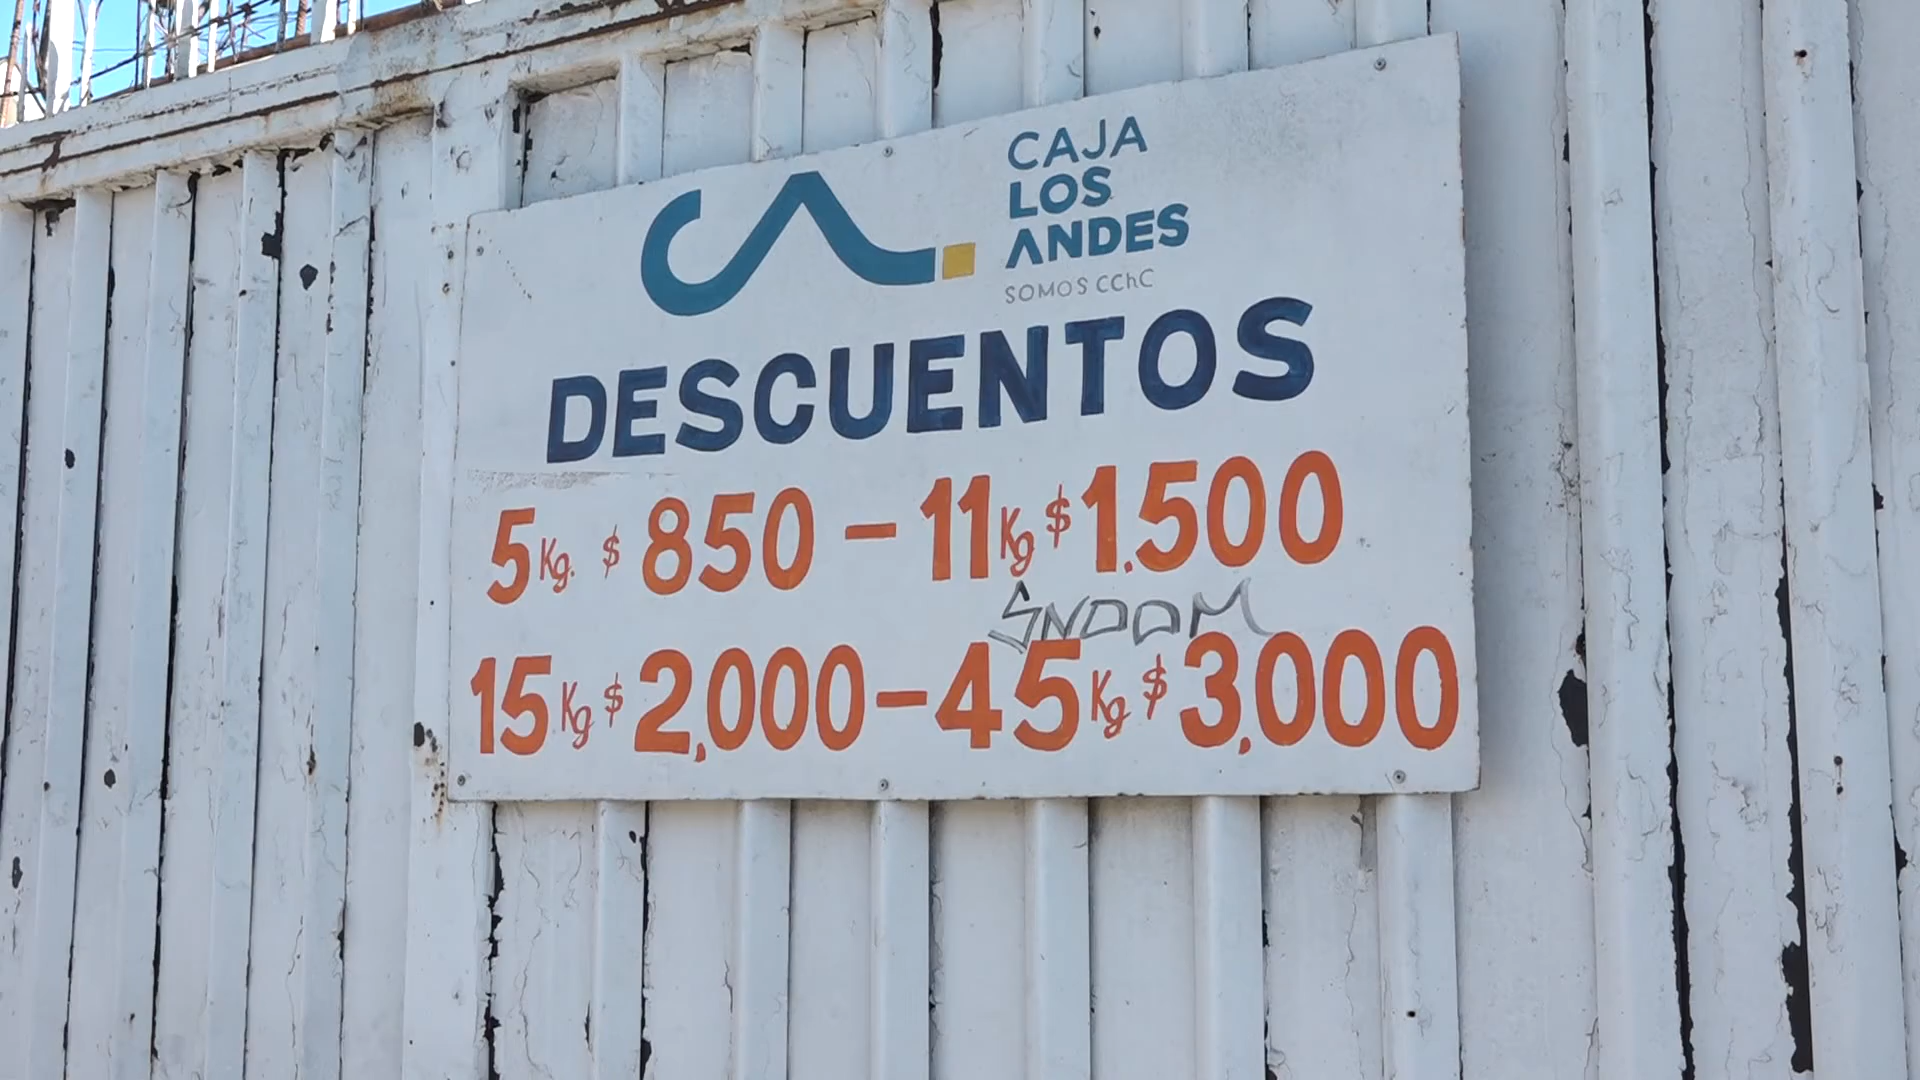 CAJA
LOS
ANDES
SOMOS CChC
DESCUENTOS
5 Kg. $ 850 - 11 Kg $ 1.500
15 Kg $ 2,000 - 45 Kg $ 3,000